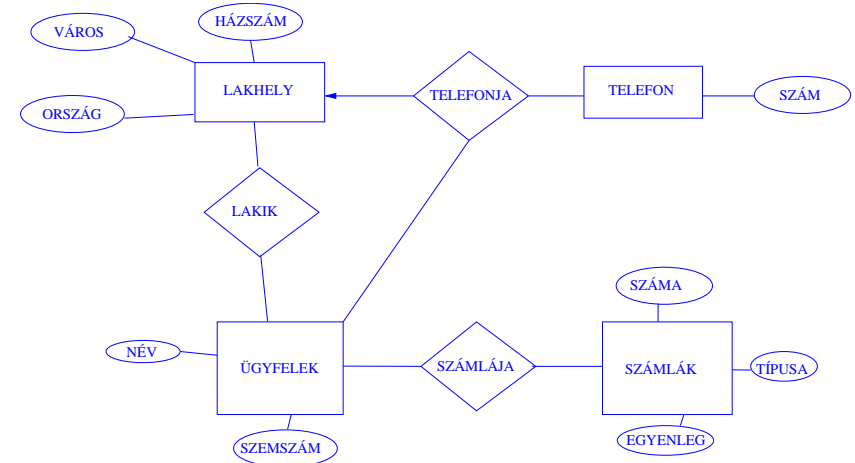 HÁZSZÁM
VÁROS
LAKHELY
TELEFONJA
TELEFON
SZÁM
ORSZÁG
LAKIK
SZÁMA
NÉV
ÜGYFELEK
SZÁMLÁJA
SZÁMLÁK
TÍPUSA
SZEMSZÁM
EGYENLEG